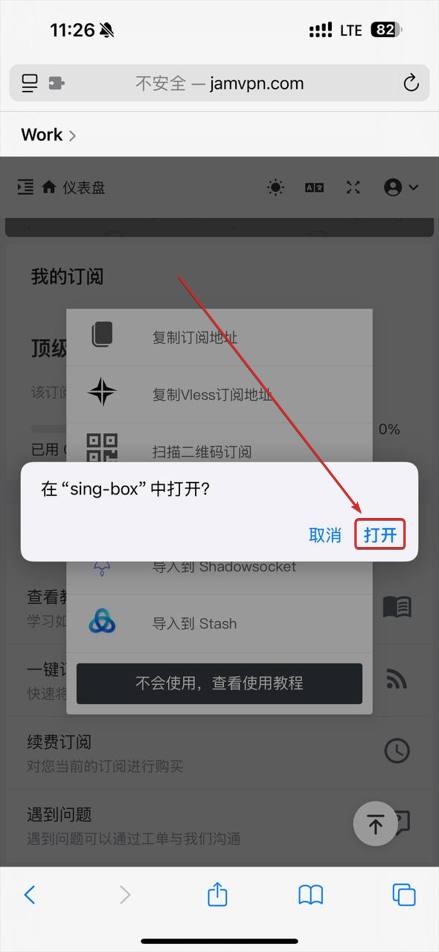 11:26
LTE
82
不安全 — jamvpn.com
Work
仪表盘
我的订阅
复制订阅地址
顶级
该订阅
复制Vless订阅地址
0%
已用
扫描二维码订阅
在 “sing-box” 中打开?
取消
打开
导入到 Shadowsocket
查看教
学习如
导入到 Stash
一键订
快速将
不会使用，查看使用教程
续费订阅
对您当前的订阅进行购买
遇到问题
遇到问题可以通过工单与我们沟通